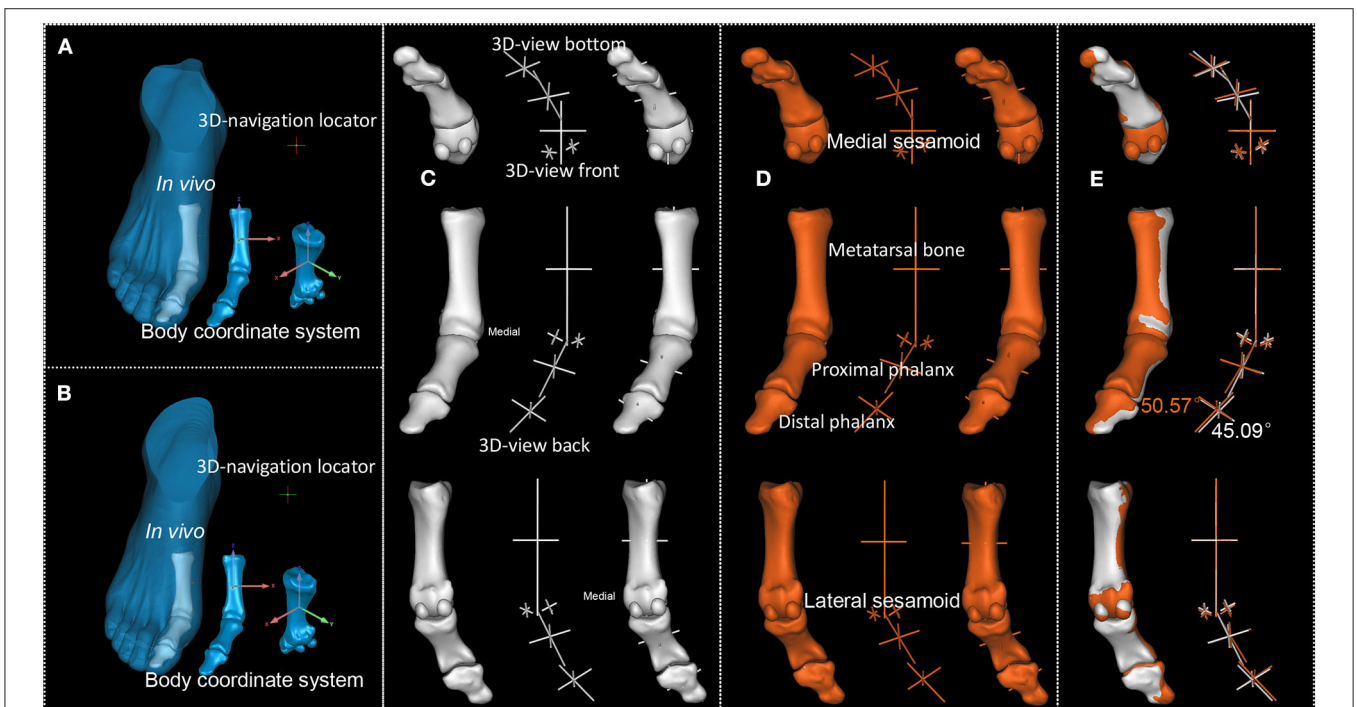 A
3D-navigation locator
In vivo
Body coordinate system
B
3D-navigation locator
In vivo
Body coordinate system
3D-view bottom
3D-view front
C
Medial
3D-view back
Medial
Medial sesamoid
D
Metatarsal bone
Proximal phalanx
Distal phalanx
Lateral sesamoid
E
50.57°
45.09°